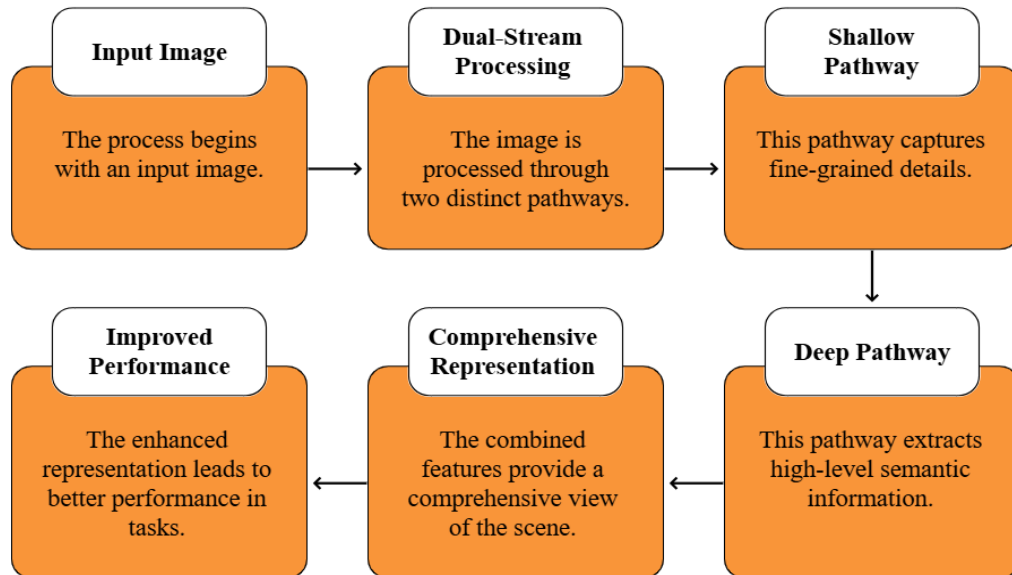 Input Image
The process begins
with an input image.
Dual-Stream
Processing
The image is
processed through
two distinct pathways.
Shallow
Pathway
This pathway captures
fine-grained details.
Deep Pathway
This pathway extracts
high-level semantic
information.
Comprehensive
Representation
The combined
features provide a
comprehensive view
of the scene.
Improved
Performance
The enhanced
representation leads to
better performance in
tasks.